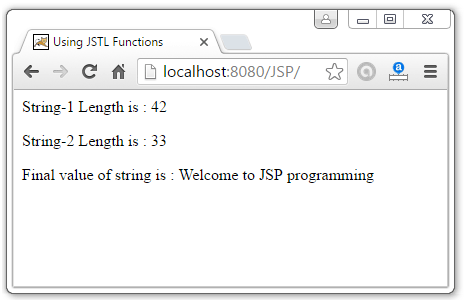 Using JSTL Functions
localhost:8080/JSP/
a
String-1 Length is : 42
String-2 Length is : 33
Final value of string is : Welcome to JSP programming